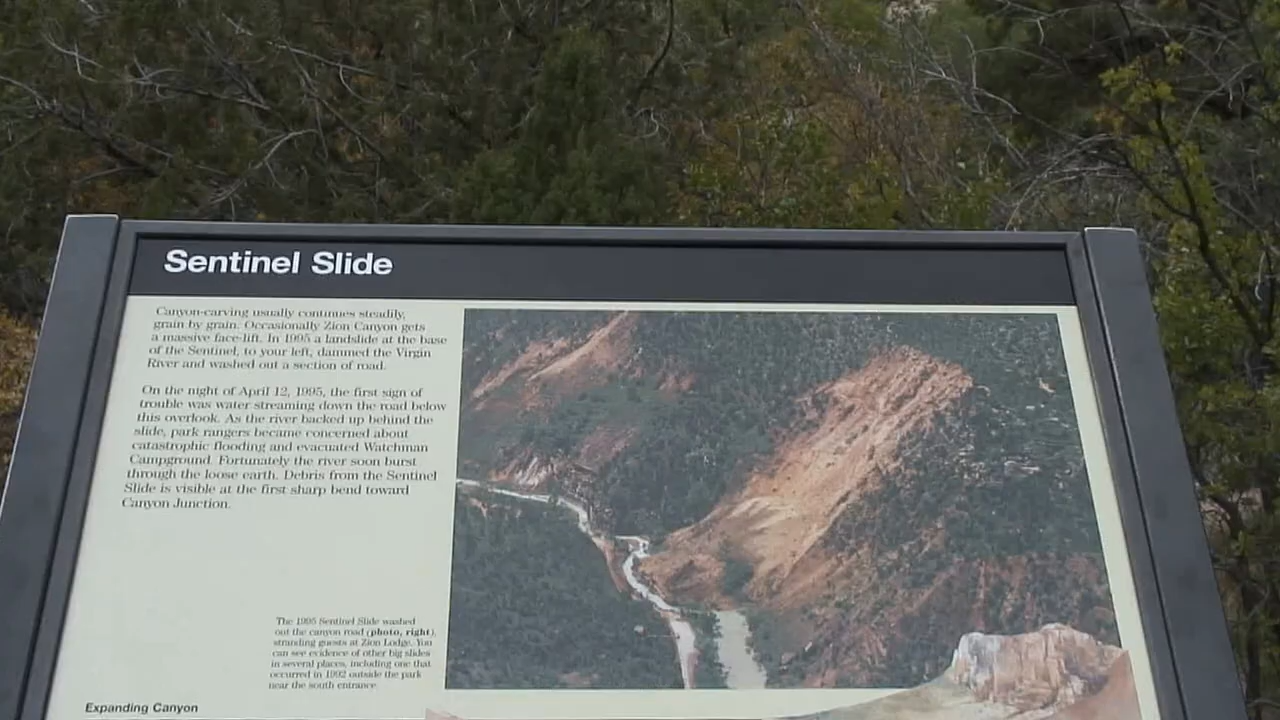 Sentinel Slide
Canyon-carving usually continues steadily,
grain by grain. Occasionally Zion Canyon gets
a massive face-lift. In 1995 a landslide at the base
of the Sentinel, to your left, dammed the Virgin
River and washed out a section of road.
On the night of April 12, 1995, the first sign of
trouble was water streaming down the road below
this overlook. As the river backed up behind the
slide, park rangers became concerned about
catastrophic flooding and evacuated Watchman
Campground. Fortunately the river soon burst
through the loose earth. Debris from the Sentinel
Slide is visible at the first sharp bend toward
Canyon Junction.
The 1995 Sentinel Slide washed
out the canyon road (photo, right),
stranding guests at Zion Lodge. You
can see evidence of other big slides
in several places, including one that
occurred in 1992 outside the park
near the south entrance.
Expanding Canyon